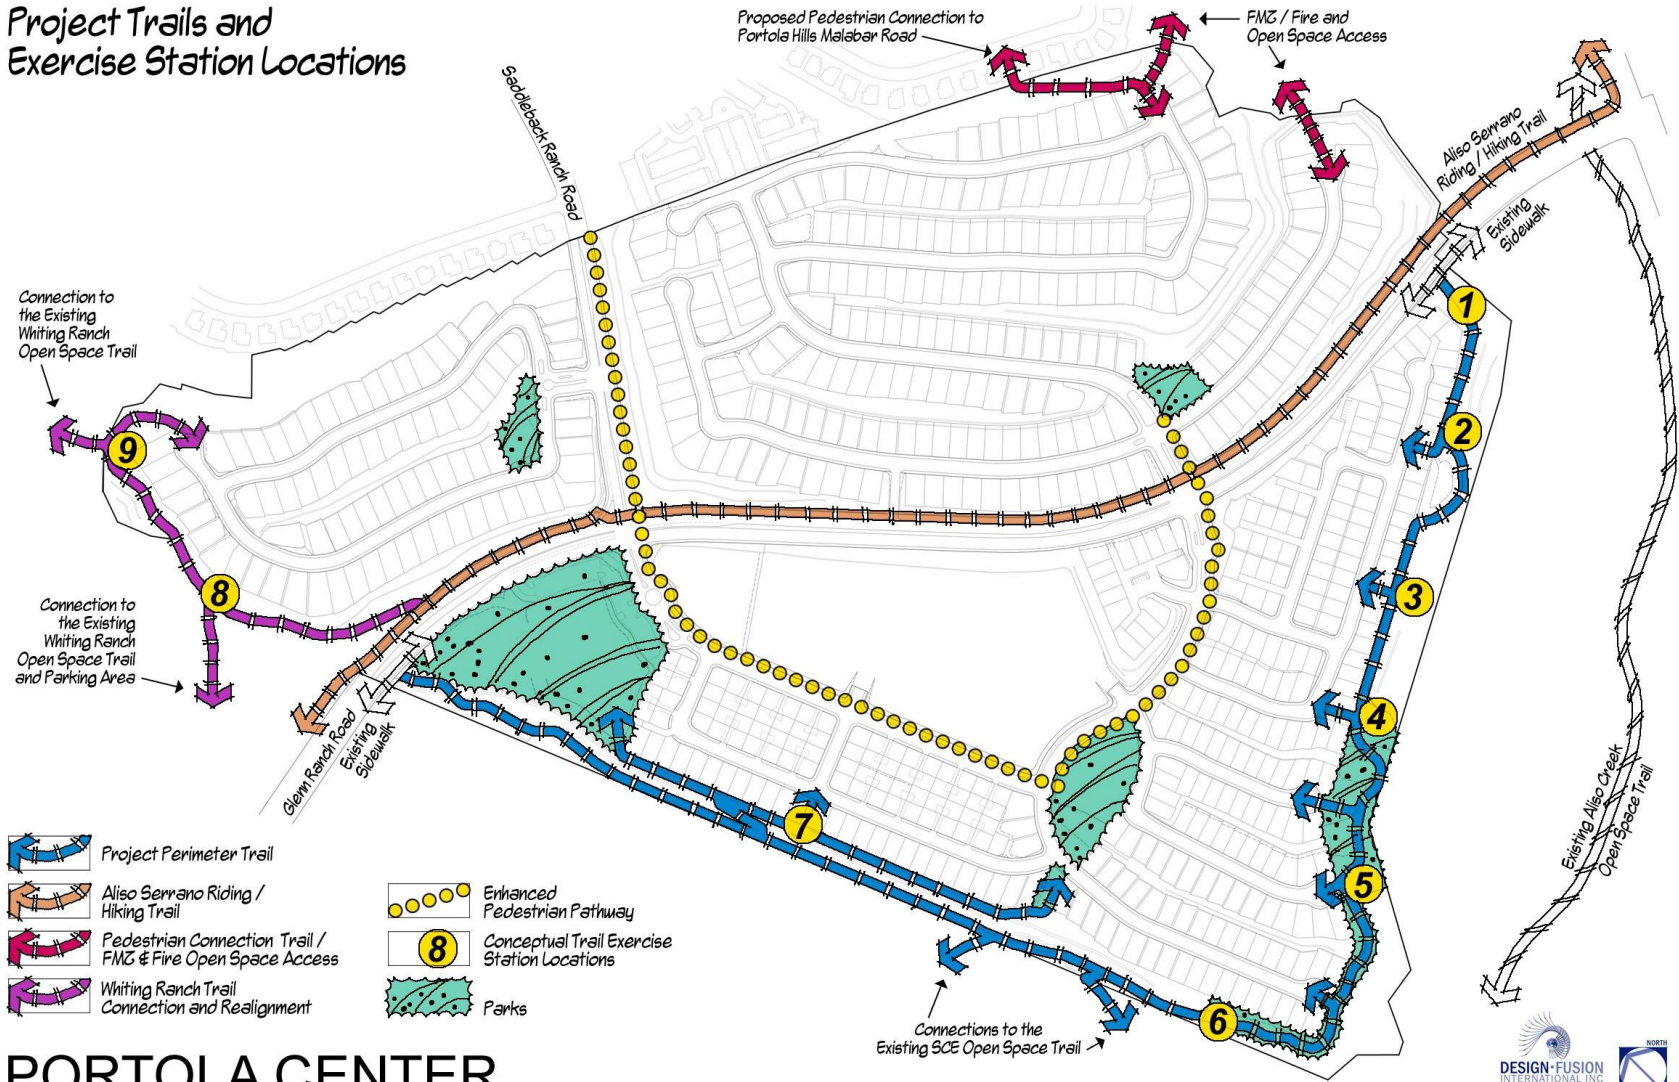 Project Trails and
Exercise Station Locations
Proposed Pedestrian Connection to
Portola Hills Malabar Road
FMZ / Fire and
Open Space Access
Saddleback Ranch Road
Aliso Serrano
Riding / Hiking Trail
Existing
Sidewalk
Connection to
the Existing
Whiting Ranch
Open Space Trail
1
2
9
3
8
Connection to
the Existing
Whiting Ranch
Open Space Trail
and Parking Area
4
Glenn Ranch Road
Existing
Sidewalk
7
5
Existing Aliso Creek
Open Space Trail
6
Connections to the
Existing SCE Open Space Trail
Project Perimeter Trail
Aliso Serrano Riding /
Hiking Trail
Pedestrian Connection Trail /
FMZ & Fire Open Space Access
Whiting Ranch Trail
Connection and Realignment
Enhanced
Pedestrian Pathway
8
Conceptual Trail Exercise
Station Locations
Parks
PORTOLA CENTER
DESIGN·FUSION
INTERNATIONAL INC
NORTH